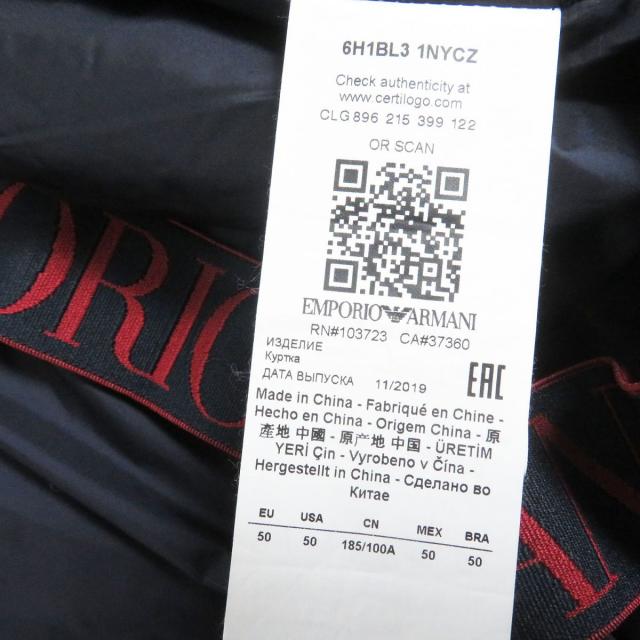 6H1BL3 1NYCZ
Check authenticity at
www.certilogo.com
CLG 896 215 399 122
OR SCAN
EMPORIO ARMANI
RN#103723 CA#37360
ИЗДЕЛИЕ
Куртка
ДАТА ВЫПУСКА 11/2019
EAC
Made in China - Fabriqué en Chine -
Hecho en China - Origem China - 原
產地 中國 - 原产地 中国 - ÜRETİM
YERİ Çin - Vyrobeno v Čína -
Hergestellt in China - Сделано во
Китае
EU USA CN MEX BRA
50 50 185/100A 50 50
ORIO
A